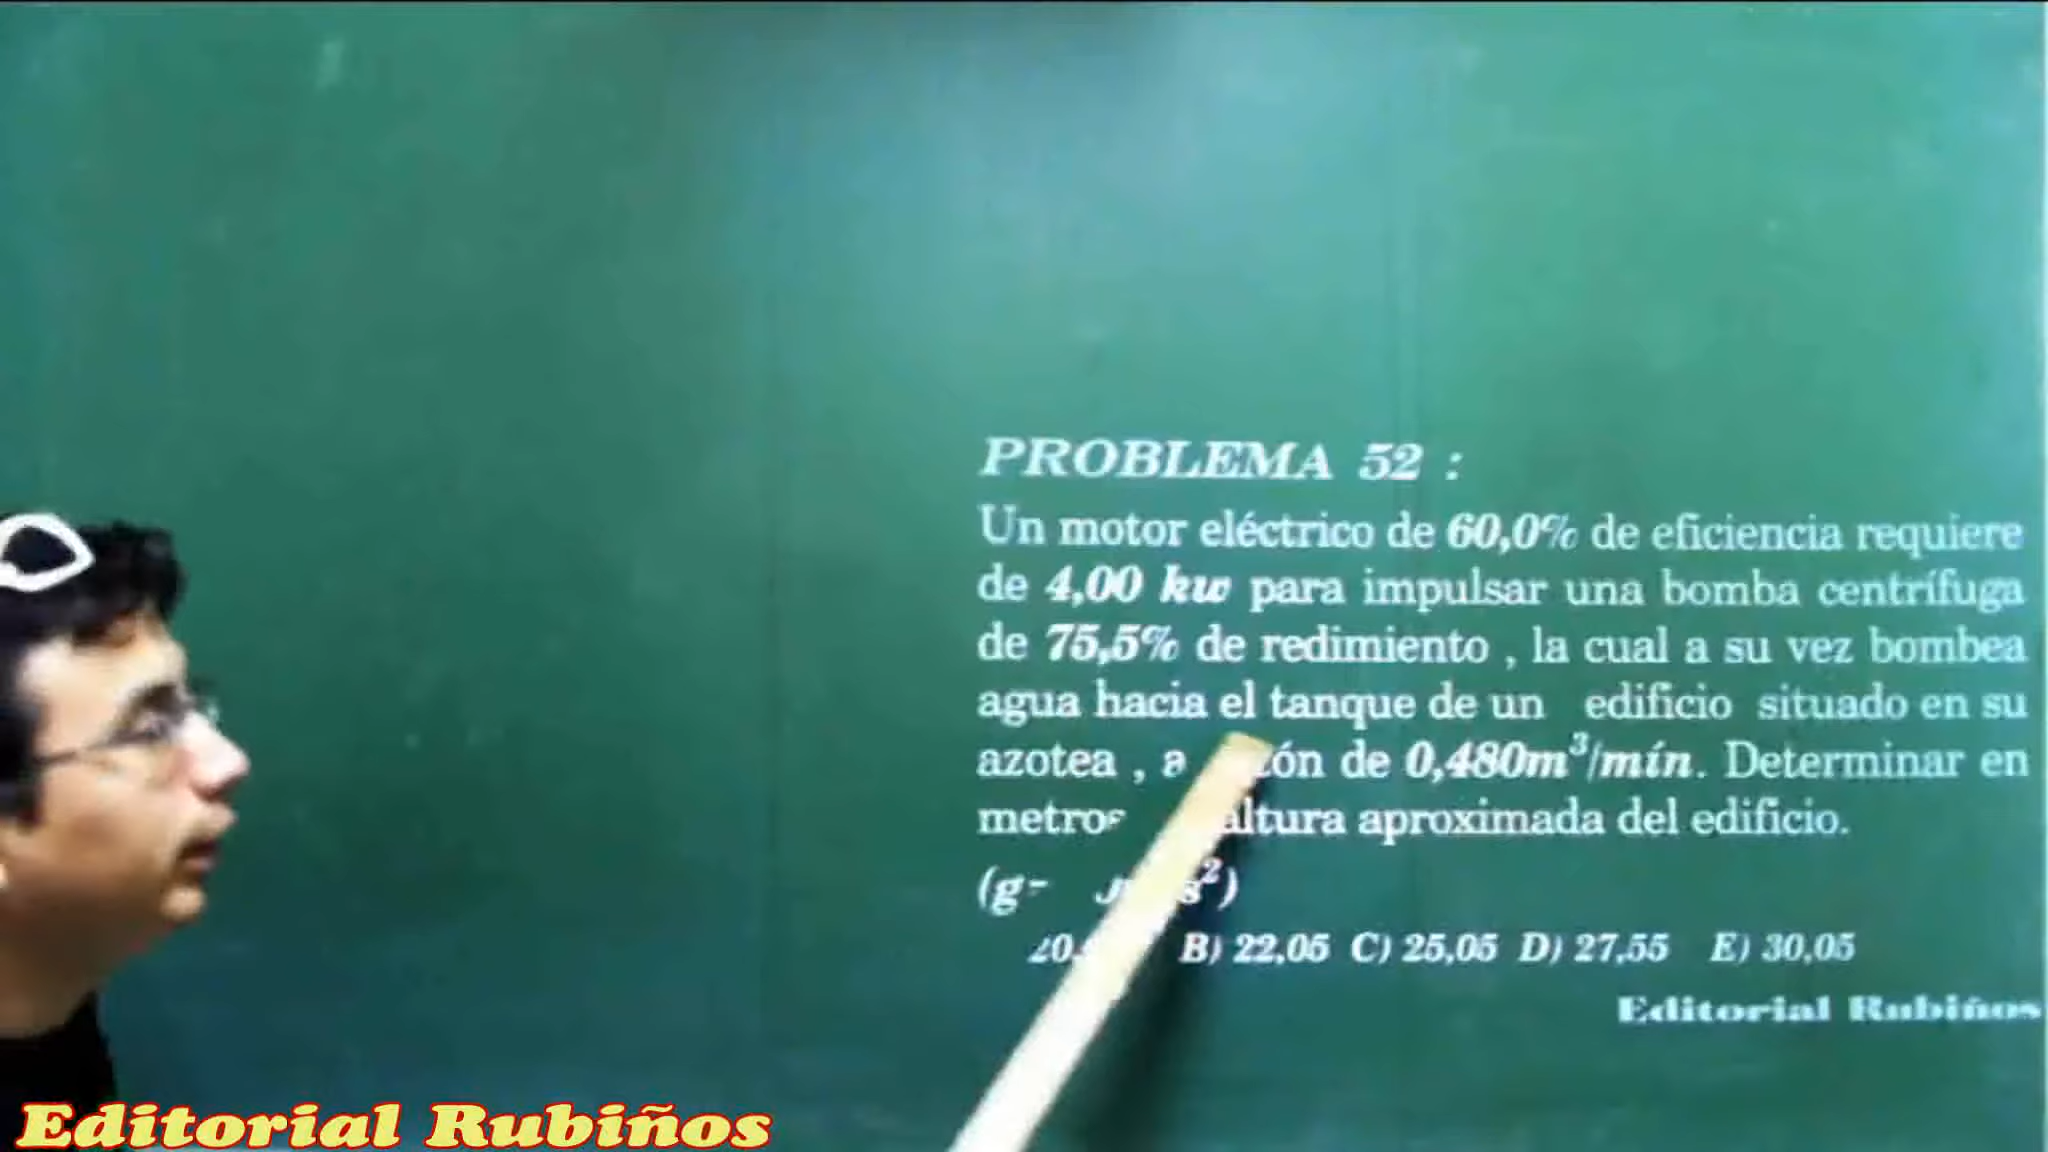 PROBLEMA 52 :
Un motor eléctrico de 60,0% de eficiencia requiere
de 4,00 kw para impulsar una bomba centrífuga
de 75,5% de redimiento , la cual a su vez bombea
agua hacia el tanque de un edificio situado en su
azotea , a de 0,480m³/mín. Determinar en
metros altura aproximada del edificio.
(g s²)
B) 22,05 C) 25,05 D) 27,55 E) 30,05
Editorial Rubiños
Editorial Rubiños